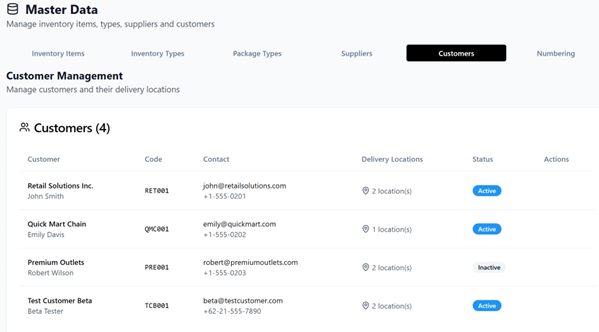 Master Data
Manage inventory items, types, suppliers and customers
Inventory Items Inventory Types Package Types Suppliers Customers Numbering
Customer Management
Manage customers and their delivery locations
Customers (4)
Customer Code Contact Delivery Locations Status Actions
Retail Solutions Inc. RET001 john@retailsolutions.com 2 location(s) Active
John Smith +1-555-0201
Quick Mart Chain QMC001 emily@quickmart.com 1 location(s) Active
Emily Davis +1-555-0202
Premium Outlets PRE001 robert@premiumoutlets.com 2 location(s) Inactive
Robert Wilson +1-555-0203
Test Customer Beta TCB001 beta@testcustomer.com 2 location(s) Active
Beta Tester +62-21-555-7890